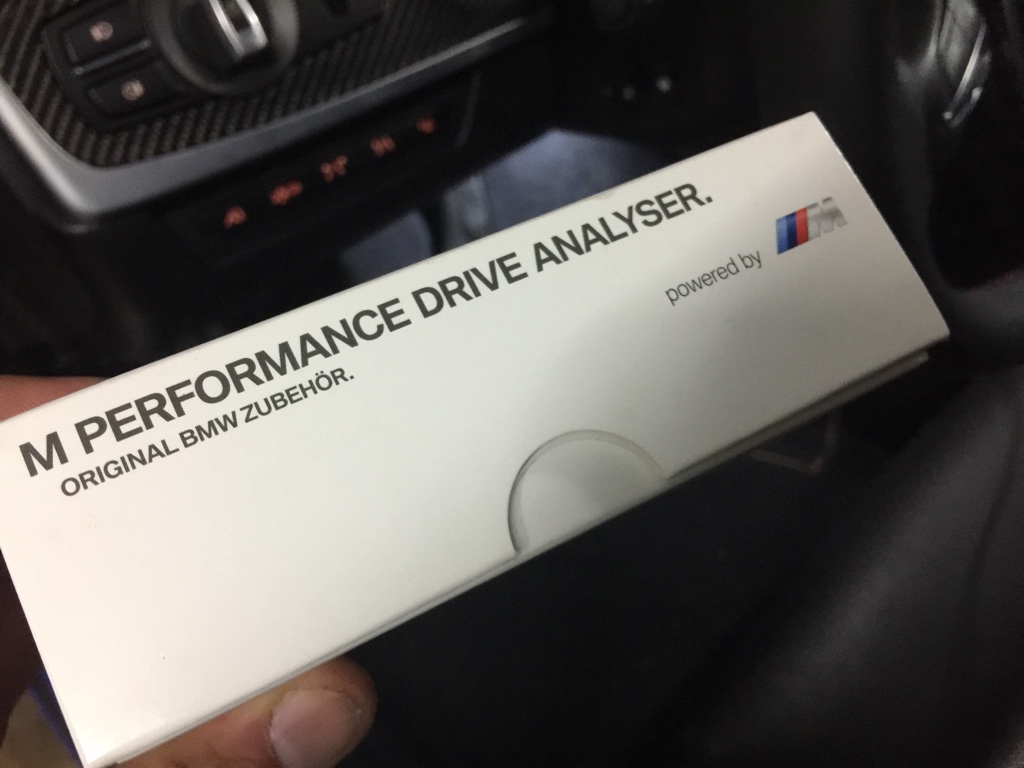 M PERFORMANCE DRIVE ANALYSER.
ORIGINAL BMW ZUBEHÖR.
powered by M